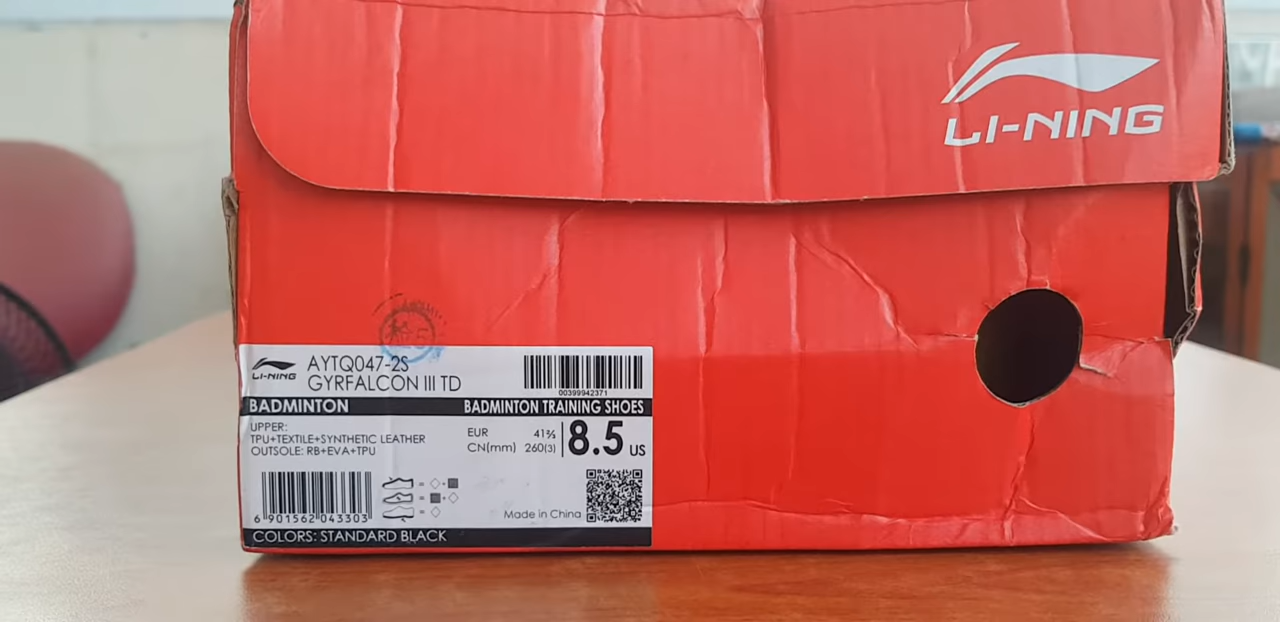 LI-NING
LI-NING
AYTQ047-2S
GYRFALCON III TD
00399942371
BADMINTON
BADMINTON TRAINING SHOES
UPPER:
TPU+TEXTILE+SYNTHETIC LEATHER
OUTSOLE: RB+EVA+TPU
EUR 41⅔
CN(mm) 260(3)
8.5 US
6 901562 043303
Made in China
COLORS: STANDARD BLACK